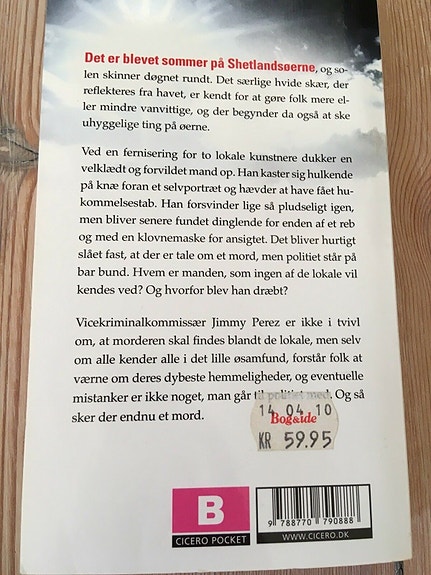 Det er blevet sommer på Shetlandsøerne, og so-
len skinner døgnet rundt. Det særlige hvide skær, der
reflekteres fra havet, er kendt for at gøre folk mere el-
ler mindre vanvittige, og der begynder da også at ske
uhyggelige ting på øerne.
Ved en fernisering for to lokale kunstnere dukker en
velklædt og forvildet mand op. Han kaster sig hulkende
på knæ foran et selvportræt og hævder at have fået hu-
kommelsestab. Han forsvinder lige så pludseligt igen,
men bliver senere fundet dinglende for enden af et reb
og med en klovnemaske for ansigtet. Det bliver hurtigt
slået fast, at der er tale om et mord, men politiet står på
bar bund. Hvem er manden, som ingen af de lokale vil
kendes ved? Og hvorfor blev han dræbt?
Vicekriminalkommissær Jimmy Perez er ikke i tvivl
om, at morderen skal findes blandt de lokale, men selv
om alle kender alle i det lille øsamfund, forstår folk at
værne om deres dybeste hemmeligheder, og eventuelle
mistanker er ikke noget, man går til politiet med. Og så
sker der endnu et mord.
14.04.10
Bog&idé
KR 59.95
B
CICERO POCKET
9 788770 790888
WWW.CICERO.DK